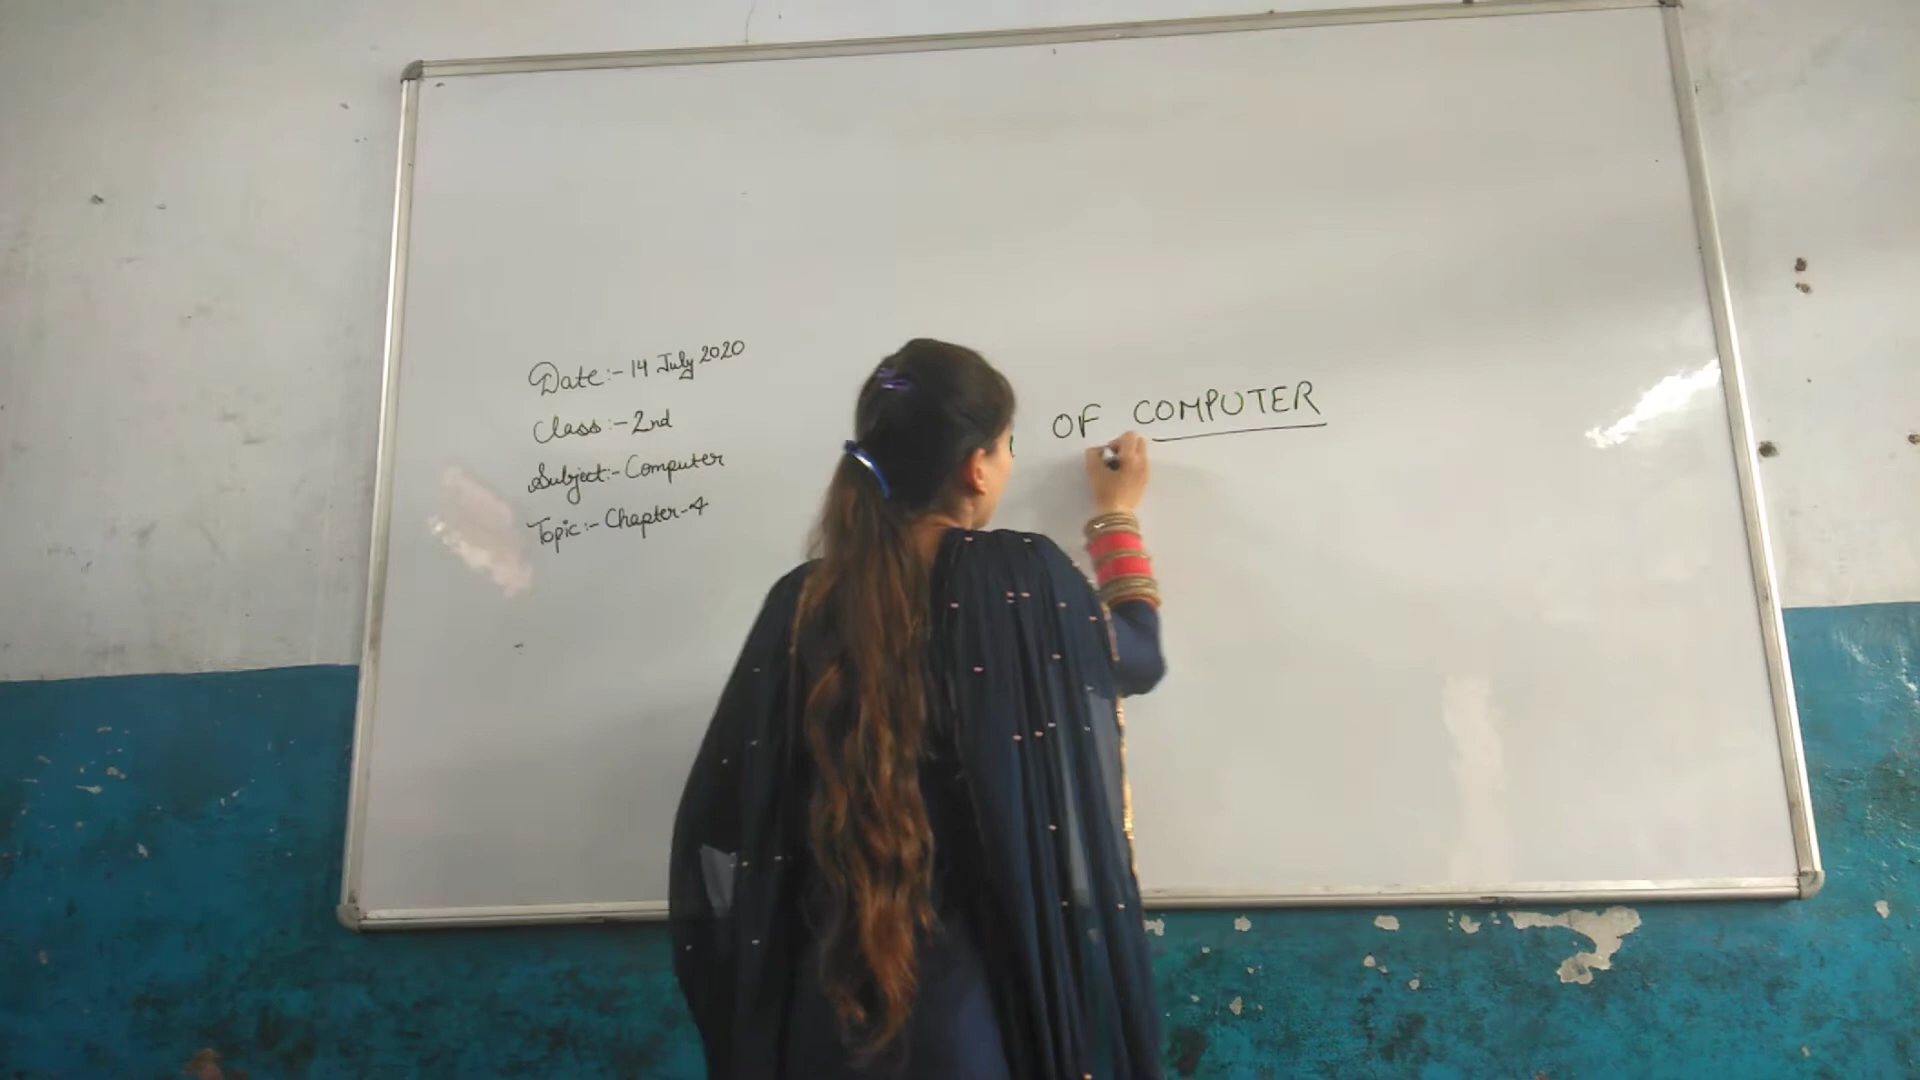 Date:- 14 July 2020
Class:- 2nd
Subject:- Computer
Topic:- Chapter-4
OF COMPUTER